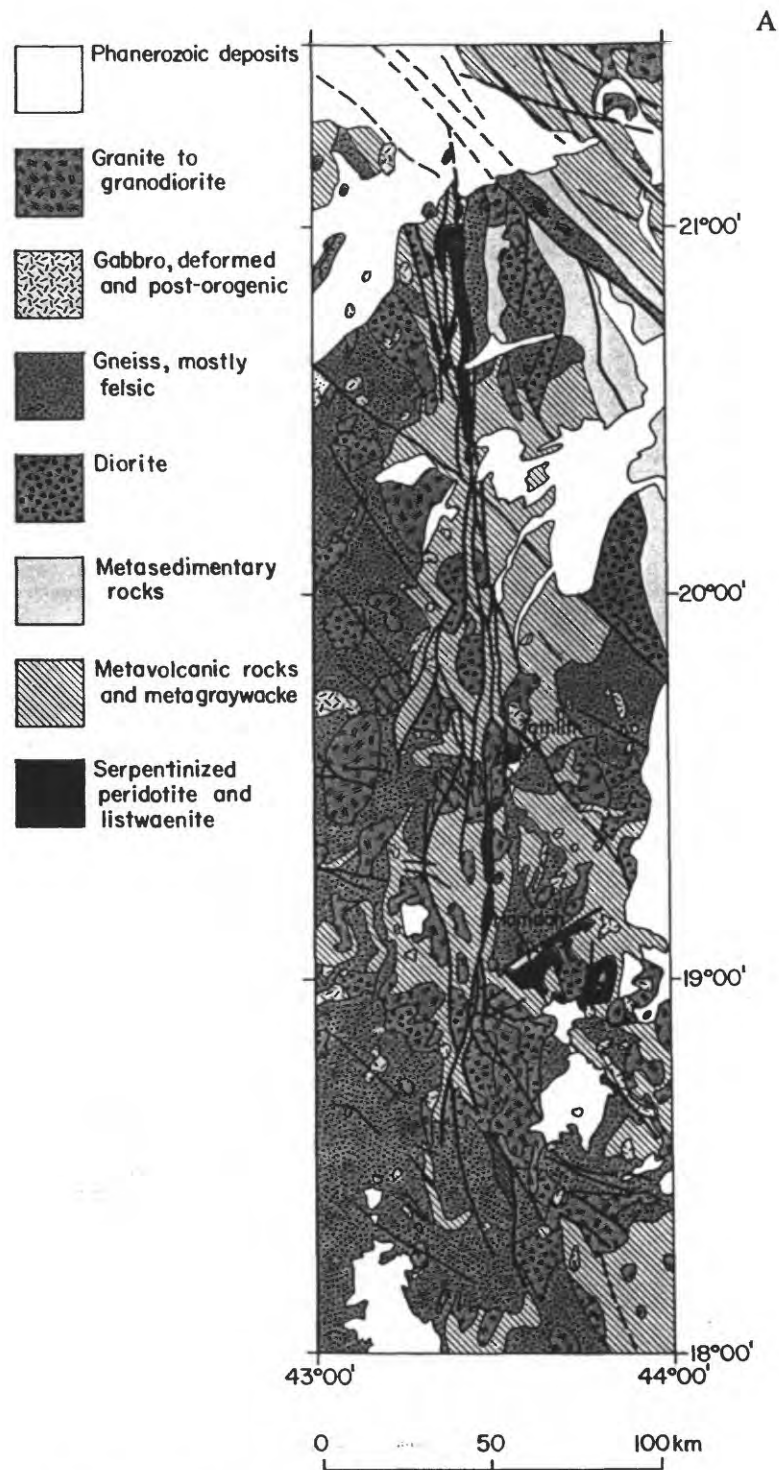 A
Phanerozoic deposits
Granite to
granodiorite
Gabbro, deformed
and post-orogenic
Gneiss, mostly
felsic
Diorite
Metasedimentary
rocks
Metavolcanic rocks
and metagraywacke
Serpentinized
peridotite and
listwaenite
21°00'
20°00'
Hamdah
19°00'
18°00'
43°00'
44°00'
0 50 100 km